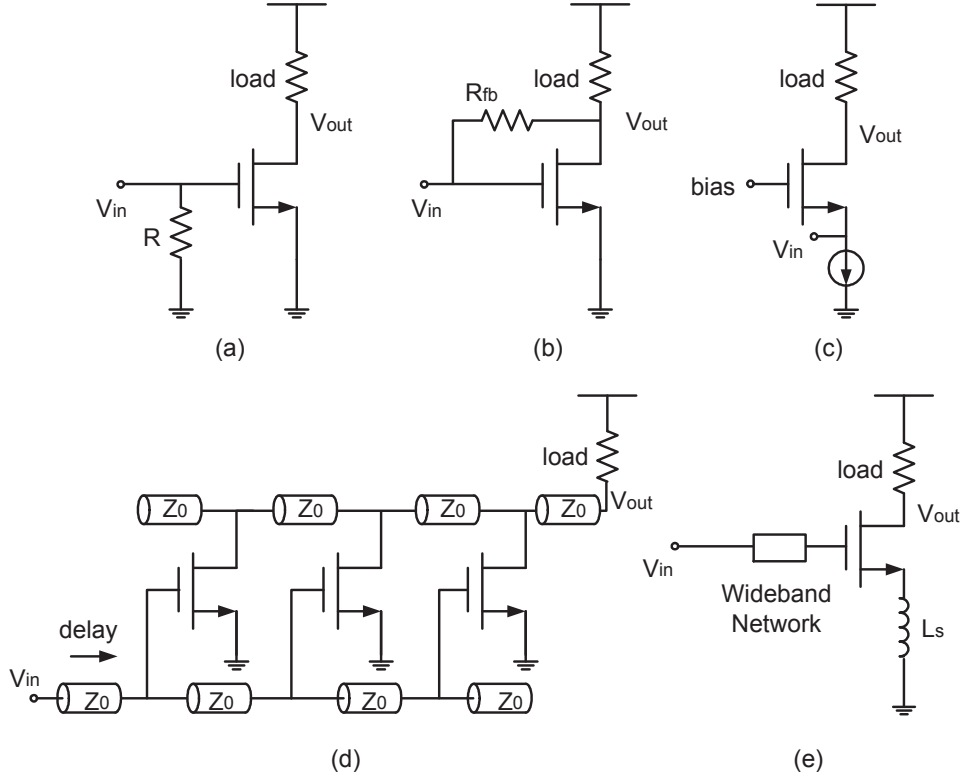 load
Vout
Vin
R
(a)
load
Rfb
Vout
Vin
(b)
load
Vout
bias
Vin
(c)
load
Z0 Z0 Z0 Z0
Vout
delay
Vin
Z0 Z0 Z0 Z0
(d)
load
Vout
Vin
Wideband
Network
Ls
(e)